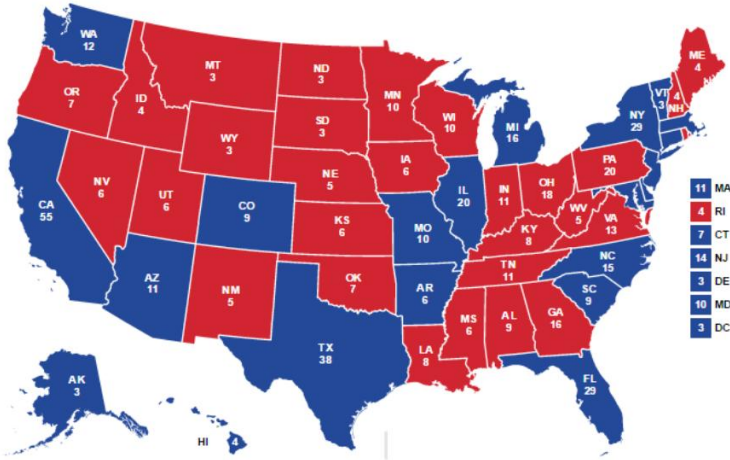 WA
12
MT
3
ND
3
MN
10
ME
4
OR
7
ID
4
SD
3
WI
10
MI
16
VT
3
4
NH
NY
29
WY
3
IA
6
NE
5
PA
20
NV
6
UT
6
CO
9
IL
20
IN
11
OH
18
WV
5
VA
13
CA
55
KS
6
MO
10
KY
8
NC
15
TN
11
AZ
11
NM
5
OK
7
AR
6
SC
9
MS
6
AL
9
GA
16
TX
38
LA
8
FL
29
AK
3
HI 4
11 MA
4 RI
7 CT
14 NJ
3 DE
10 MD
3 DC